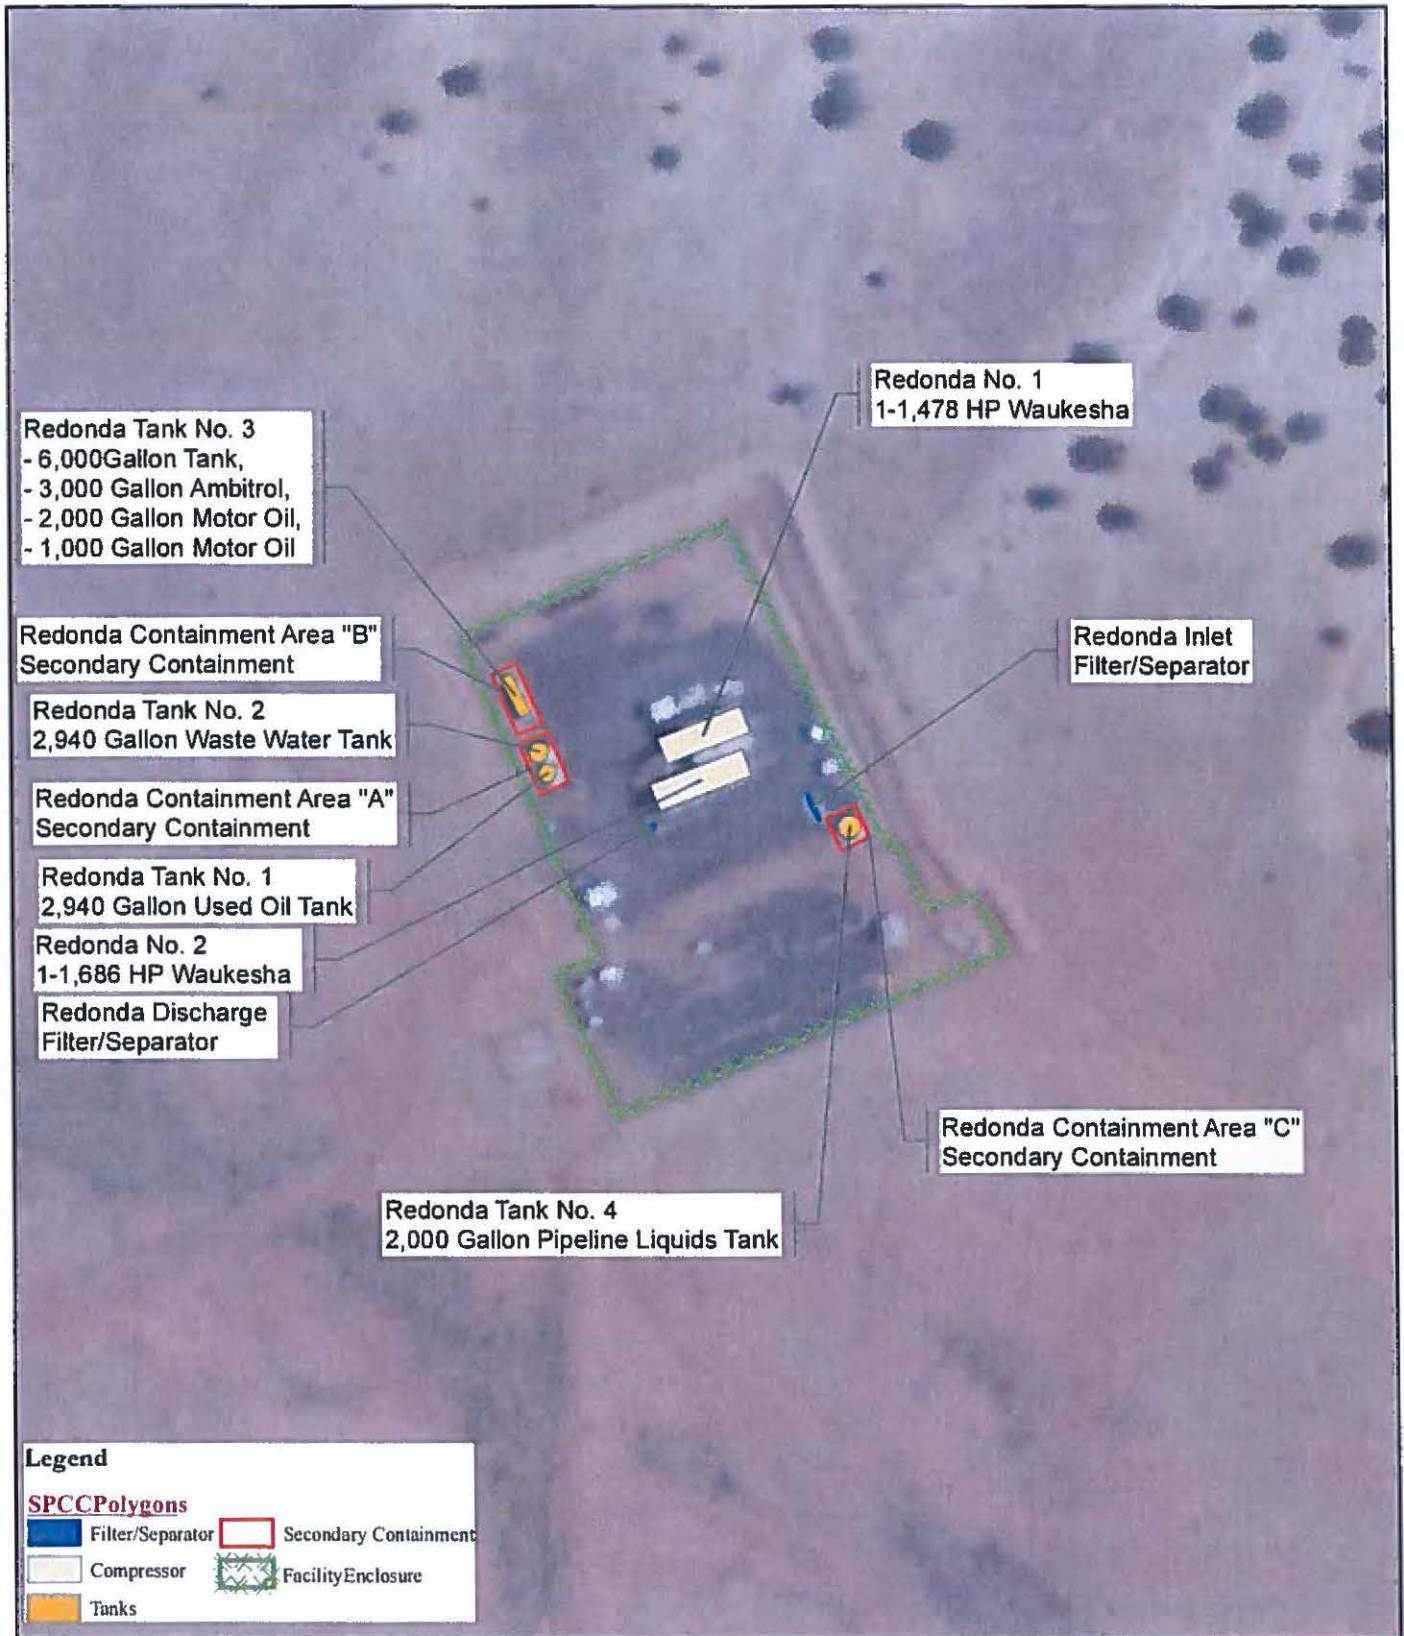 Redonda No. 1
1-1,478 HP Waukesha
Redonda Tank No. 3
- 6,000Gallon Tank,
- 3,000 Gallon Ambitrol,
- 2,000 Gallon Motor Oil,
- 1,000 Gallon Motor Oil
Redonda Containment Area "B"
Secondary Containment
Redonda Inlet
Filter/Separator
Redonda Tank No. 2
2,940 Gallon Waste Water Tank
Redonda Containment Area "A"
Secondary Containment
Redonda Tank No. 1
2,940 Gallon Used Oil Tank
Redonda No. 2
1-1,686 HP Waukesha
Redonda Discharge
Filter/Separator
Redonda Containment Area "C"
Secondary Containment
Redonda Tank No. 4
2,000 Gallon Pipeline Liquids Tank
Legend
SPCCPolygons
Filter/Separator
Secondary Containment
Compressor
FacilityEnclosure
Tanks